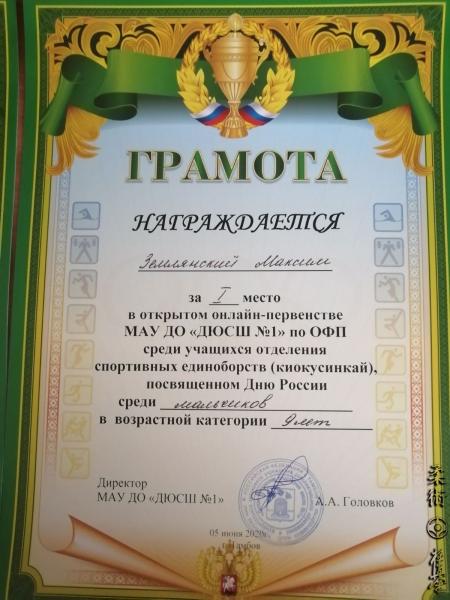 ГРАМОТА
НАГРАЖДАЕТСЯ
Землянский Максим
за I место
в открытом онлайн-первенстве
МАУ ДО «ДЮСШ №1» по ОФП
среди учащихся отделения
спортивных единоборств (киокусинкай),
посвященном Дню России
среди мальчиков
в возрастной категории 9 лет
Директор
МАУ ДО «ДЮСШ №1»
А.А. Головков
05 июня 2020г.
г. Тамбов